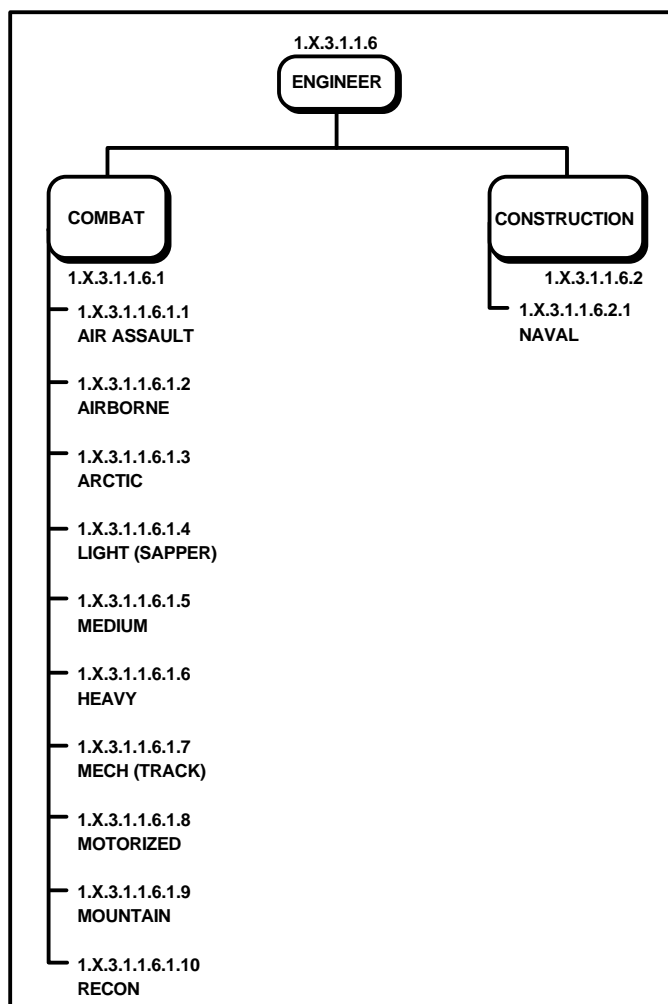 1.X.3.1.1.6
ENGINEER
COMBAT
1.X.3.1.1.6.1
1.X.3.1.1.6.1.1
AIR ASSAULT
1.X.3.1.1.6.1.2
AIRBORNE
1.X.3.1.1.6.1.3
ARCTIC
1.X.3.1.1.6.1.4
LIGHT (SAPPER)
1.X.3.1.1.6.1.5
MEDIUM
1.X.3.1.1.6.1.6
HEAVY
1.X.3.1.1.6.1.7
MECH (TRACK)
1.X.3.1.1.6.1.8
MOTORIZED
1.X.3.1.1.6.1.9
MOUNTAIN
1.X.3.1.1.6.1.10
RECON
CONSTRUCTION
1.X.3.1.1.6.2
1.X.3.1.1.6.2.1
NAVAL